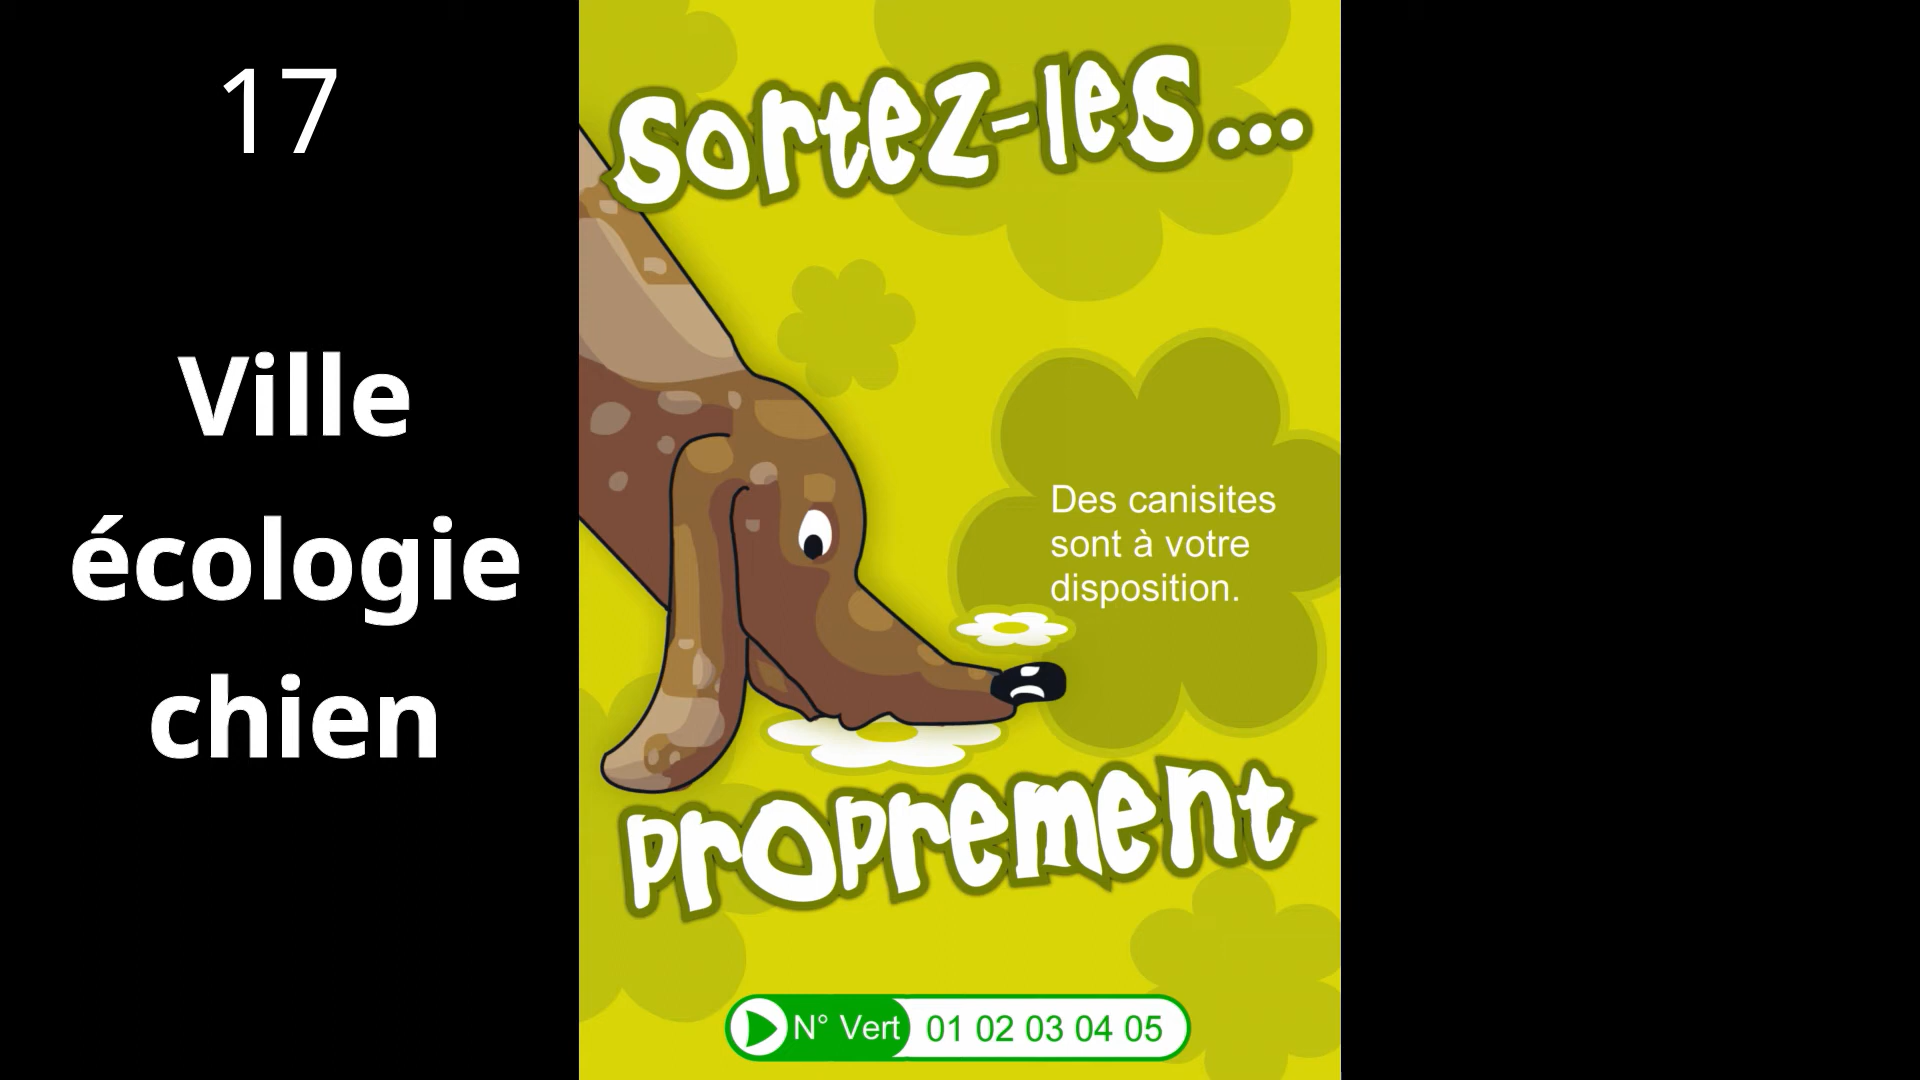 17
Ville
écologie
chien
Sortez-les...
Des canisites
sont à votre
disposition.
proprement
N° Vert 01 02 03 04 05